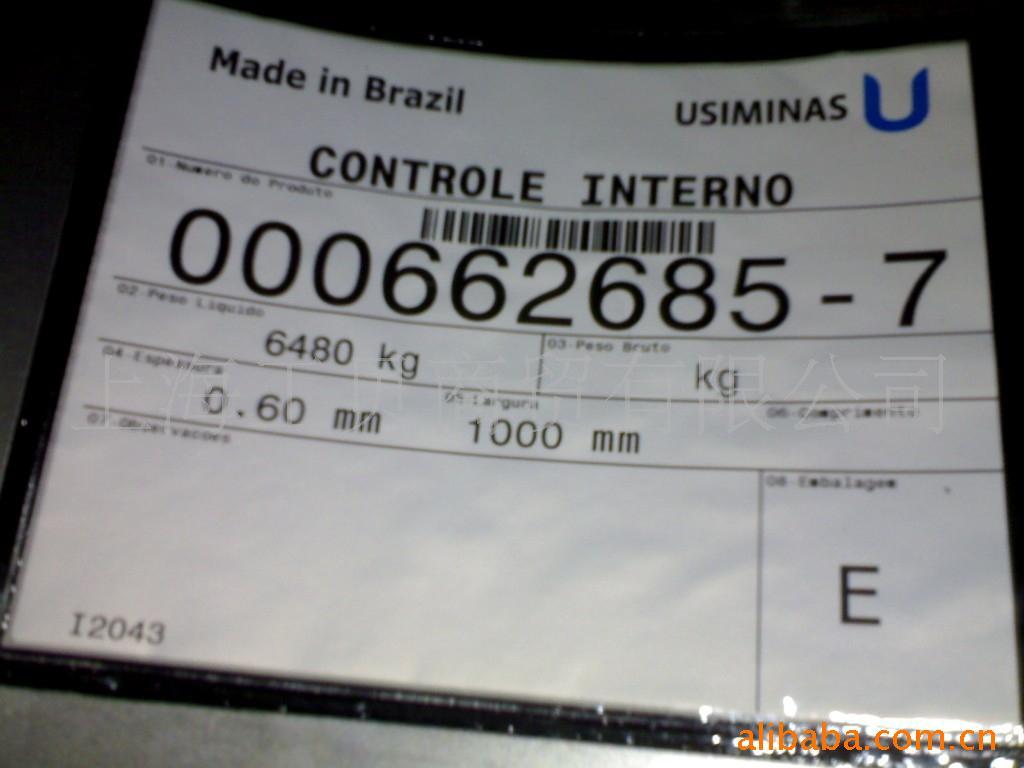 Made in Brazil
USIMINAS
CONTROLE INTERNO
01-Numero do Produto
000662685-7
02-Peso Liquido
6480 kg
03-Peso Bruto
kg
04-Espessura
0.60 mm
05-Largura
1000 mm
06-Comprimento
07-Observacoes
08-Embalagem
E
I2043
alibaba.com.cn